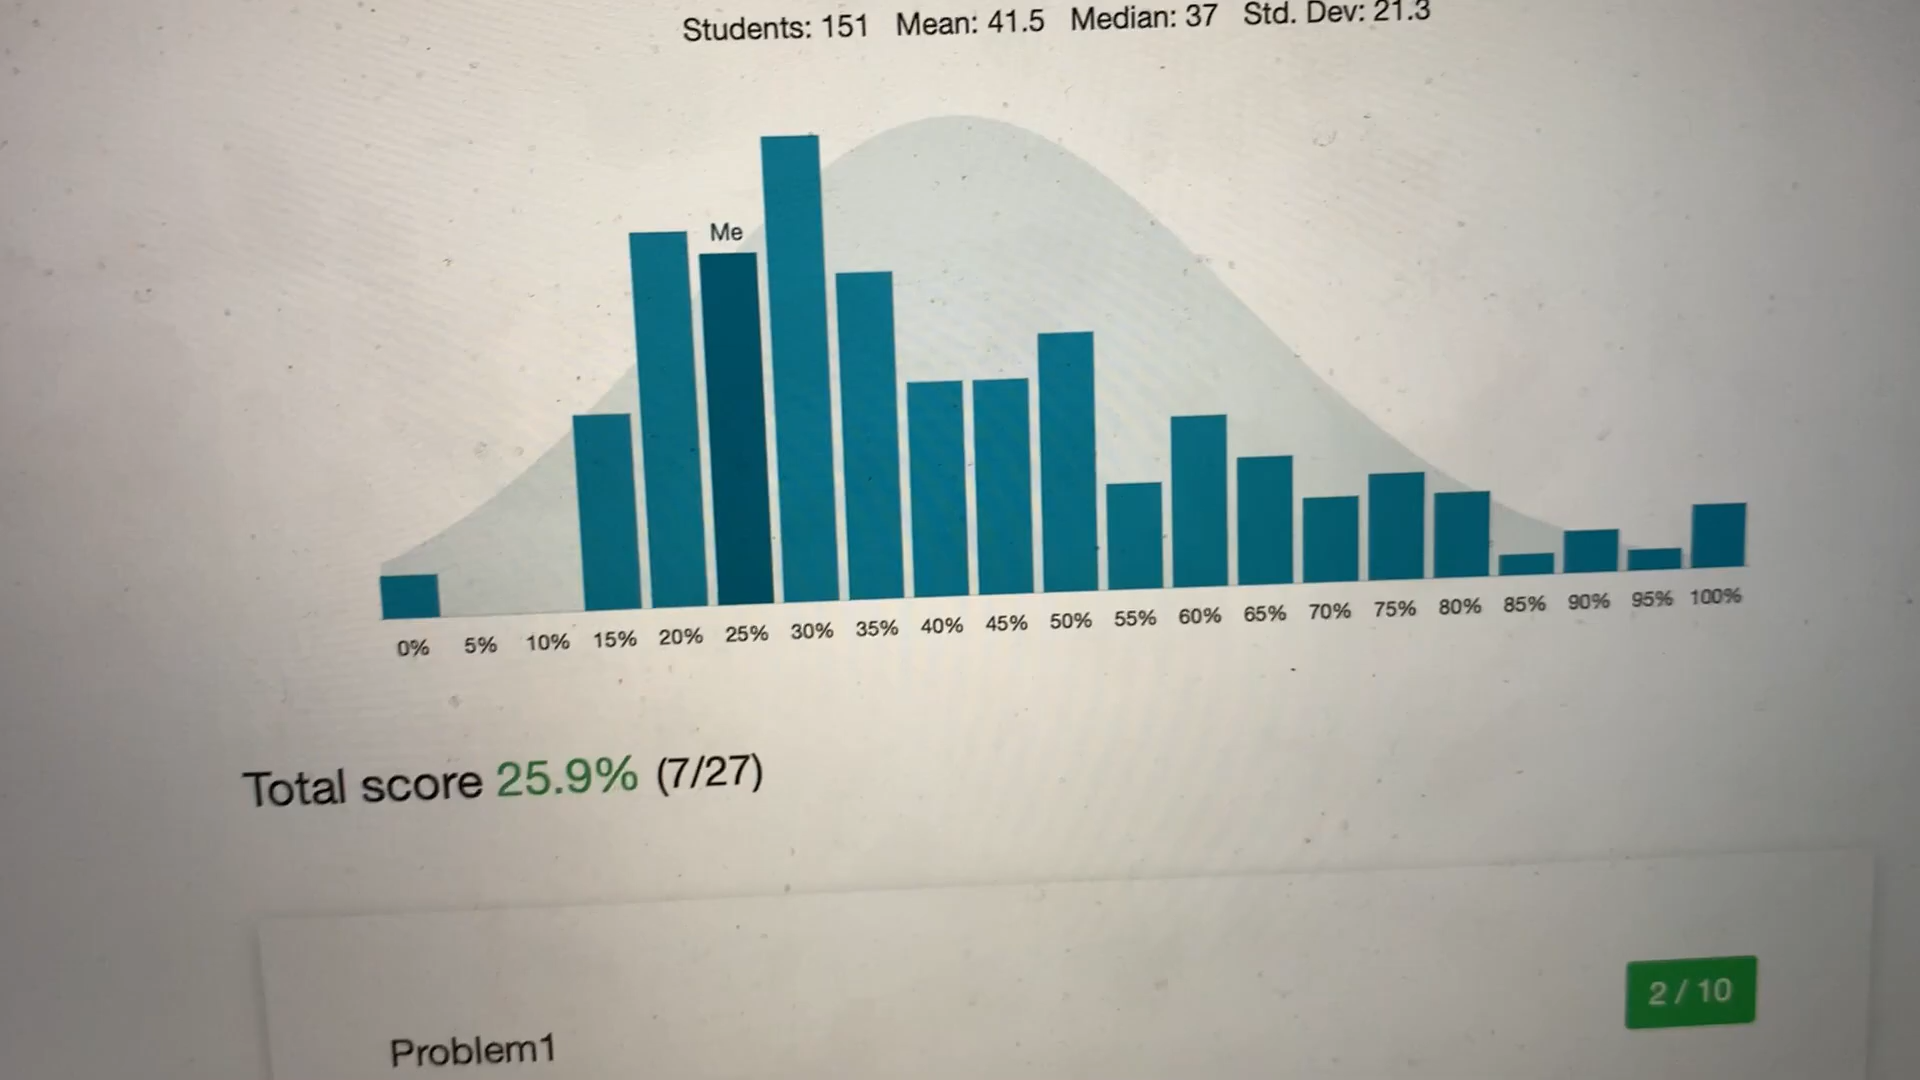 Students: 151 Mean: 41.5 Median: 37 Std. Dev: 21.3
Me
0% 5% 10% 15% 20% 25% 30% 35% 40% 45% 50% 55% 60% 65% 70% 75% 80% 85% 90% 95% 100%
Total score 25.9% (7/27)
2 / 10
Problem1